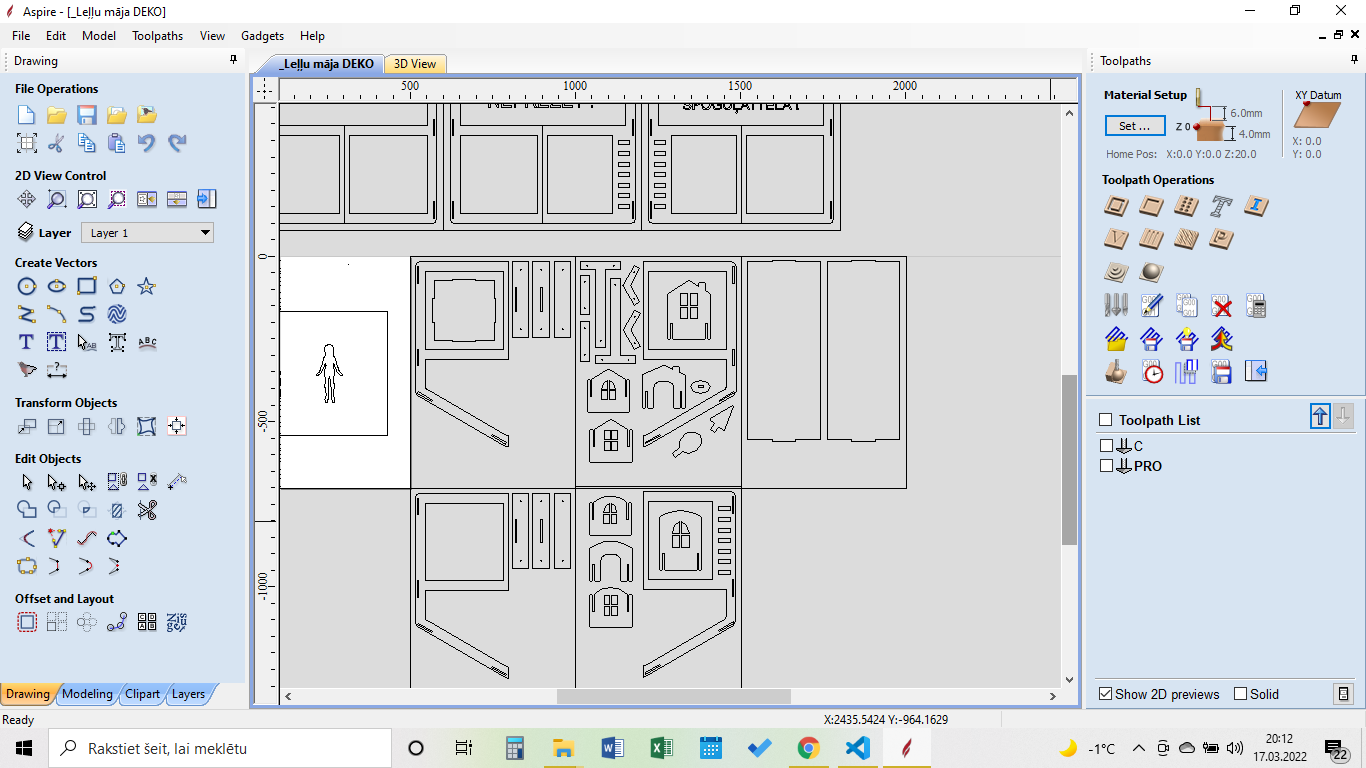 Aspire - [_Leļļu māja DEKO]
File Edit Model Toolpaths View Gadgets Help
Drawing
File Operations
2D View Control
Layer Layer 1
Create Vectors
Transform Objects
Edit Objects
Offset and Layout
Drawing Modeling Clipart Layers
_Leļļu māja DEKO 3D View
500 1000 1500 2000
0
-500
-1000
Toolpaths
Material Setup
Set ...
Z 0
6.0mm
4.0mm
XY Datum
X: 0.0
Y: 0.0
Home Pos: X:0.0 Y:0.0 Z:20.0
Toolpath Operations
Toolpath List
C
PRO
Show 2D previews Solid
Ready
X:2435.5424 Y:-964.1629
Rakstiet šeit, lai meklētu
-1°C
20:12
17.03.2022
22